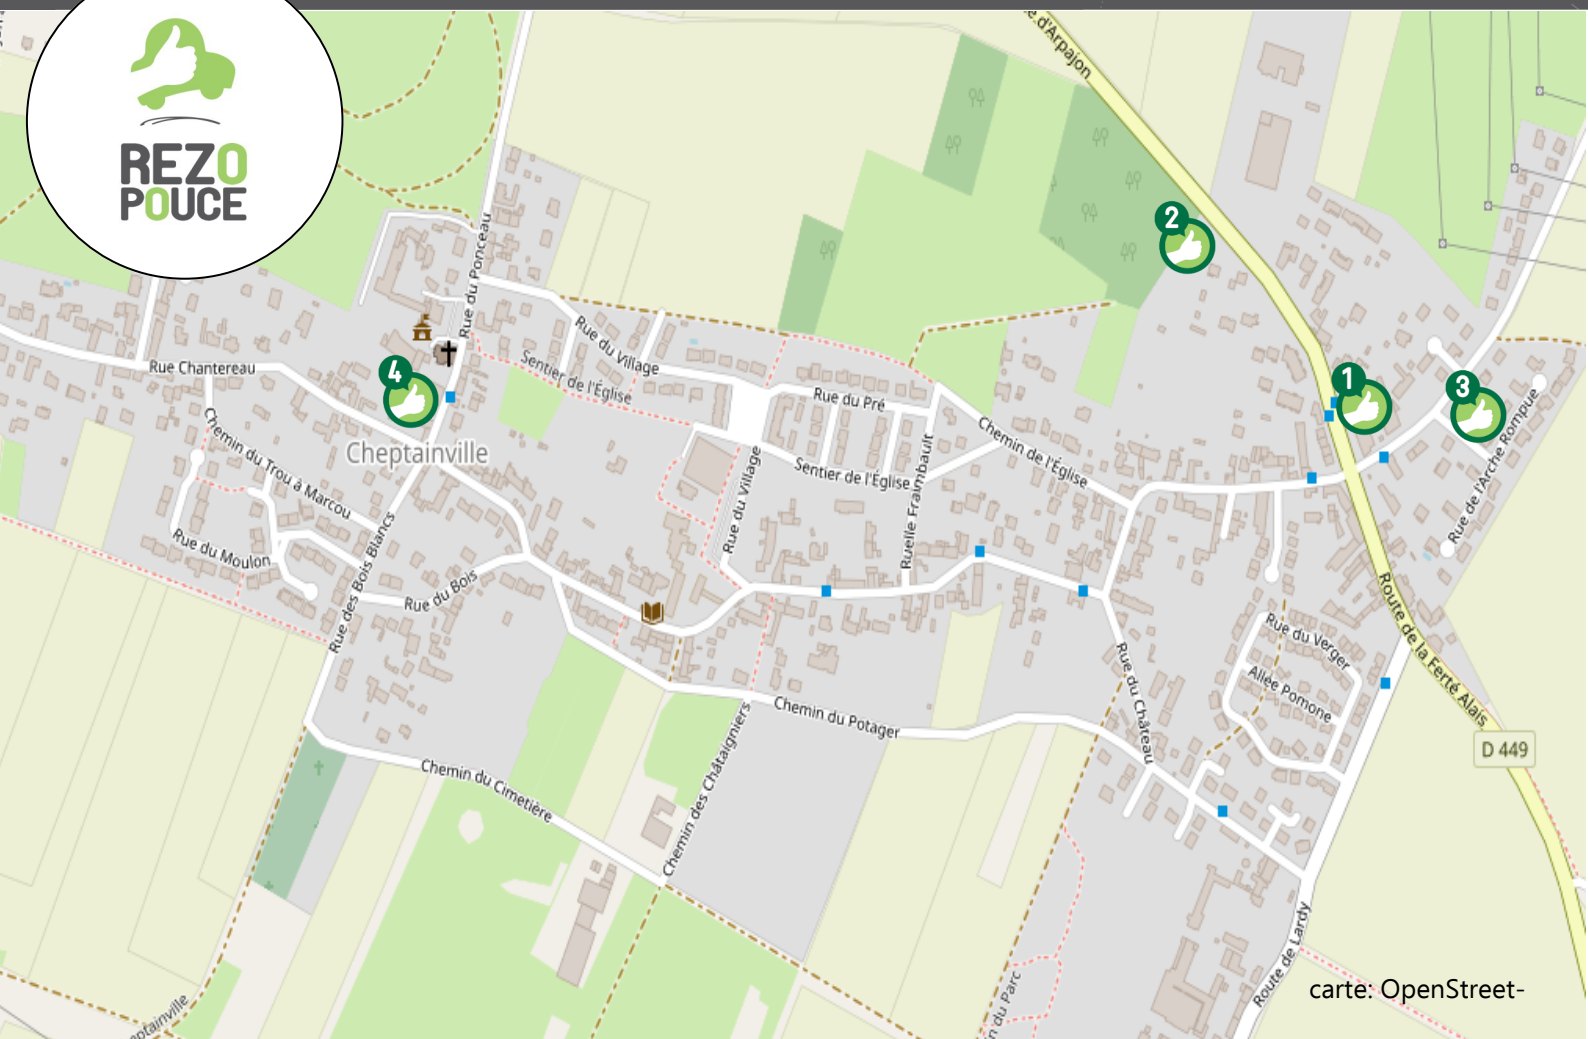 REZO
POUCE
d'Arpajon
2
Rue du Ponceau
Rue du Village
Sentier de l'Église
Rue Chantereau
4
Rue du Pré
1
3
Chemin du Trou à Marcou
Cheptainville
Chemin de l'Église
Rue de l'Arche Rompue
Sentier de l'Église
Rue du Village
Ruelle Fraimbault
Rue du Moulon
Rue des Bois Blancs
Rue du Bois
Route de la Ferté Alais
Rue du Verger
Allée Pomone
Rue du Château
Chemin du Potager
D 449
Chemin du Cimetière
Chemin des Châtaigniers
Route de Lardy
du Parc
carte: OpenStreet-